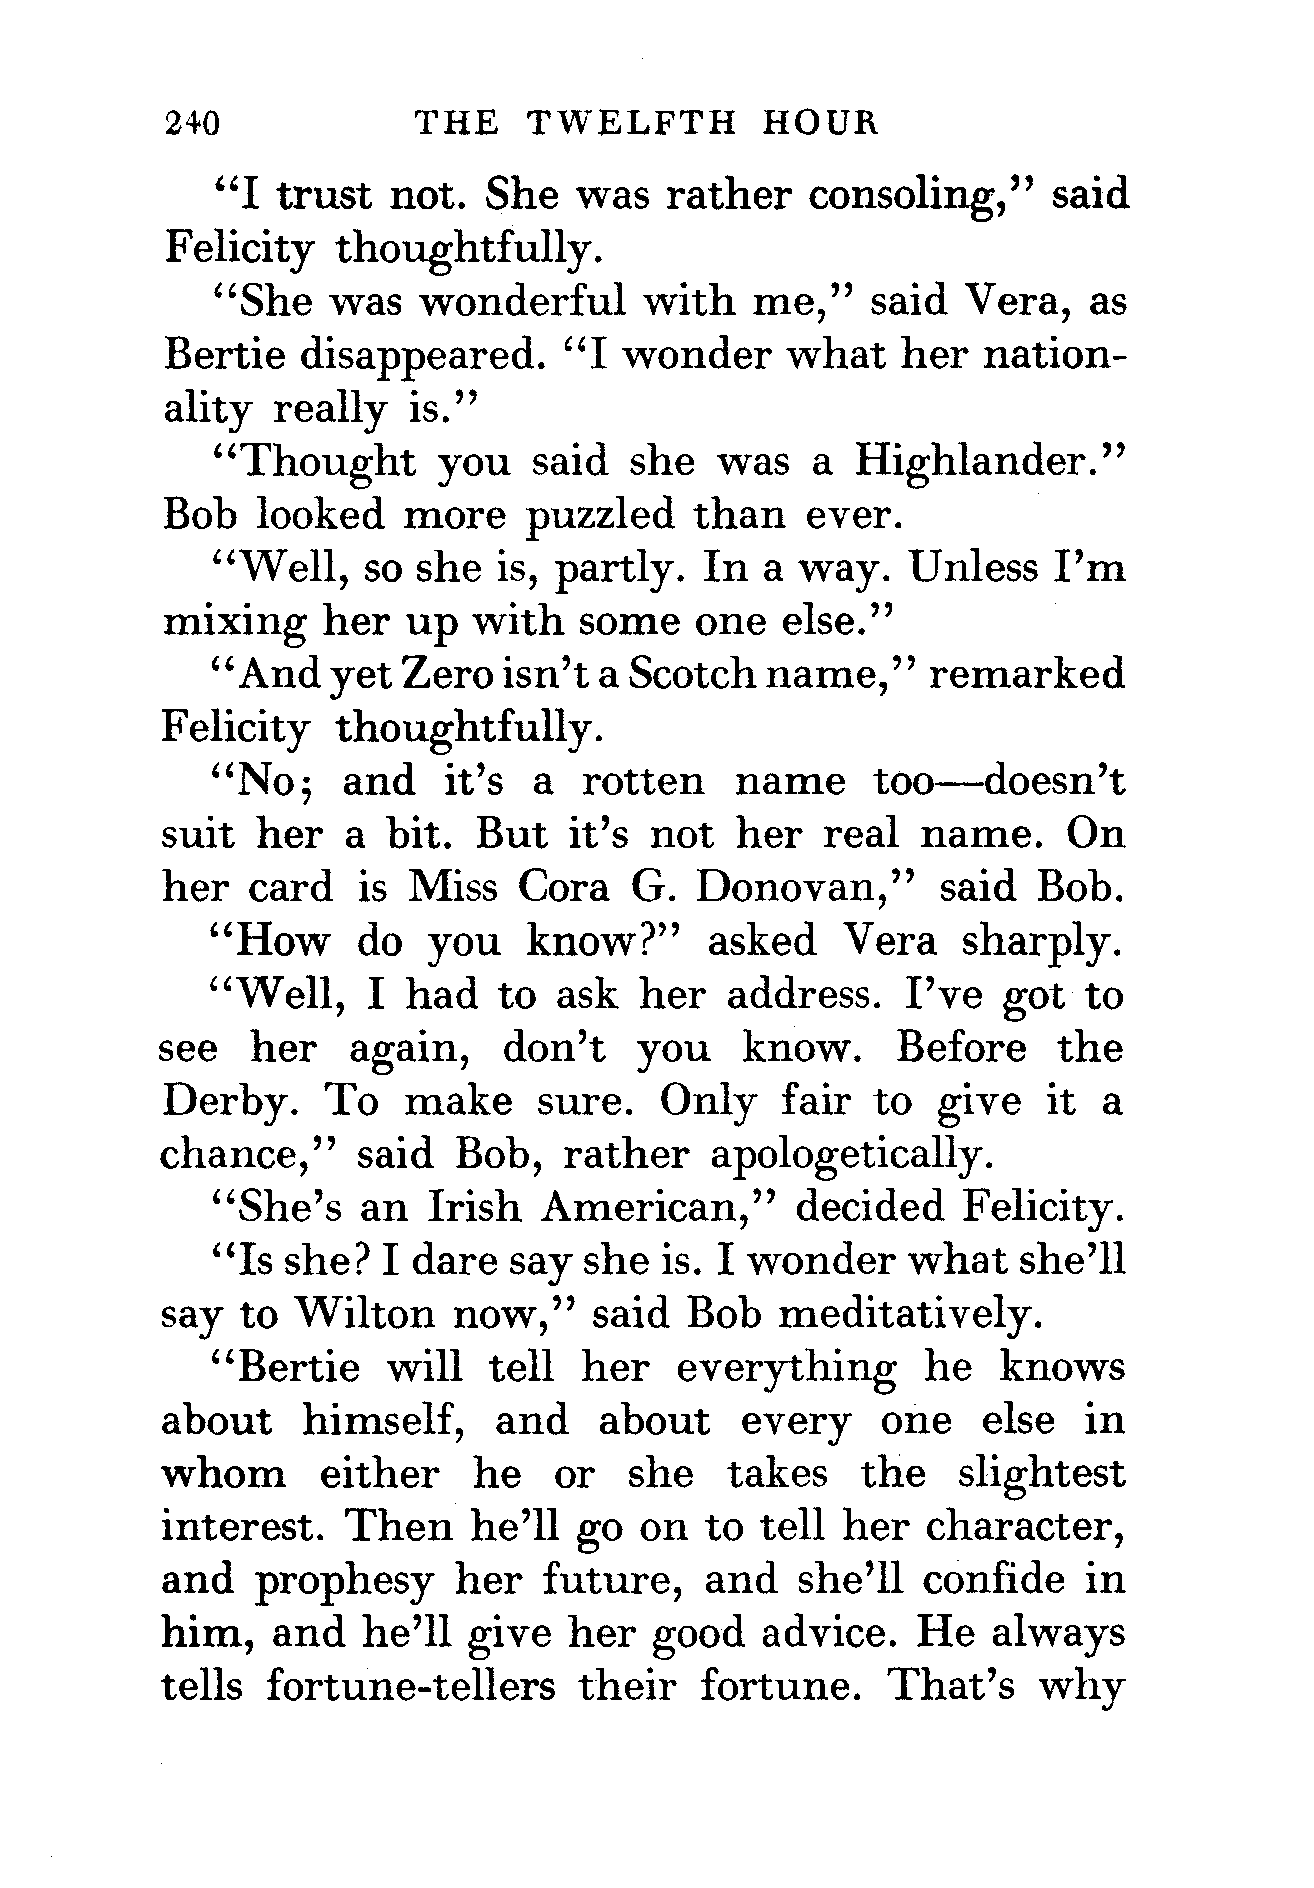 240 THE TWELFTH HOUR
“I trust not. She was rather consoling,” said
Felicity thoughtfully.
“She was wonderful with me,” said Vera, as
Bertie disappeared. “I wonder what her nation-
ality really is.”
“Thought you said she was a Highlander.”
Bob looked more puzzled than ever.
“Well, so she is, partly. In a way. Unless I’m
mixing her up with some one else.”
“And yet Zero isn’t a Scotch name,” remarked
Felicity thoughtfully.
“No; and it’s a rotten name too—doesn’t
suit her a bit. But it’s not her real name. On
her card is Miss Cora G. Donovan,” said Bob.
“How do you know?” asked Vera sharply.
“Well, I had to ask her address. I’ve got to
see her again, don’t you know. Before the
Derby. To make sure. Only fair to give it a
chance,” said Bob, rather apologetically.
“She’s an Irish American,” decided Felicity.
“Is she? I dare say she is. I wonder what she’ll
say to Wilton now,” said Bob meditatively.
“Bertie will tell her everything he knows
about himself, and about every one else in
whom either he or she takes the slightest
interest. Then he’ll go on to tell her character,
and prophesy her future, and she’ll confide in
him, and he’ll give her good advice. He always
tells fortune-tellers their fortune. That’s why